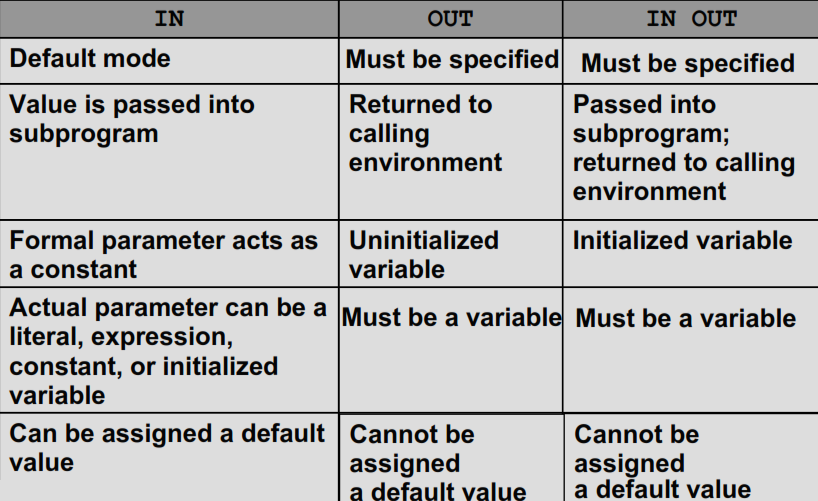 IN
OUT
IN OUT
Default mode
Must be specified
Must be specified
Value is passed into
subprogram
Returned to
calling
environment
Passed into
subprogram;
returned to calling
environment
Formal parameter acts as
a constant
Uninitialized
variable
Initialized variable
Actual parameter can be a
literal, expression,
constant, or initialized
variable
Must be a variable
Must be a variable
Can be assigned a default
value
Cannot be
assigned
a default value
Cannot be
assigned
a default value